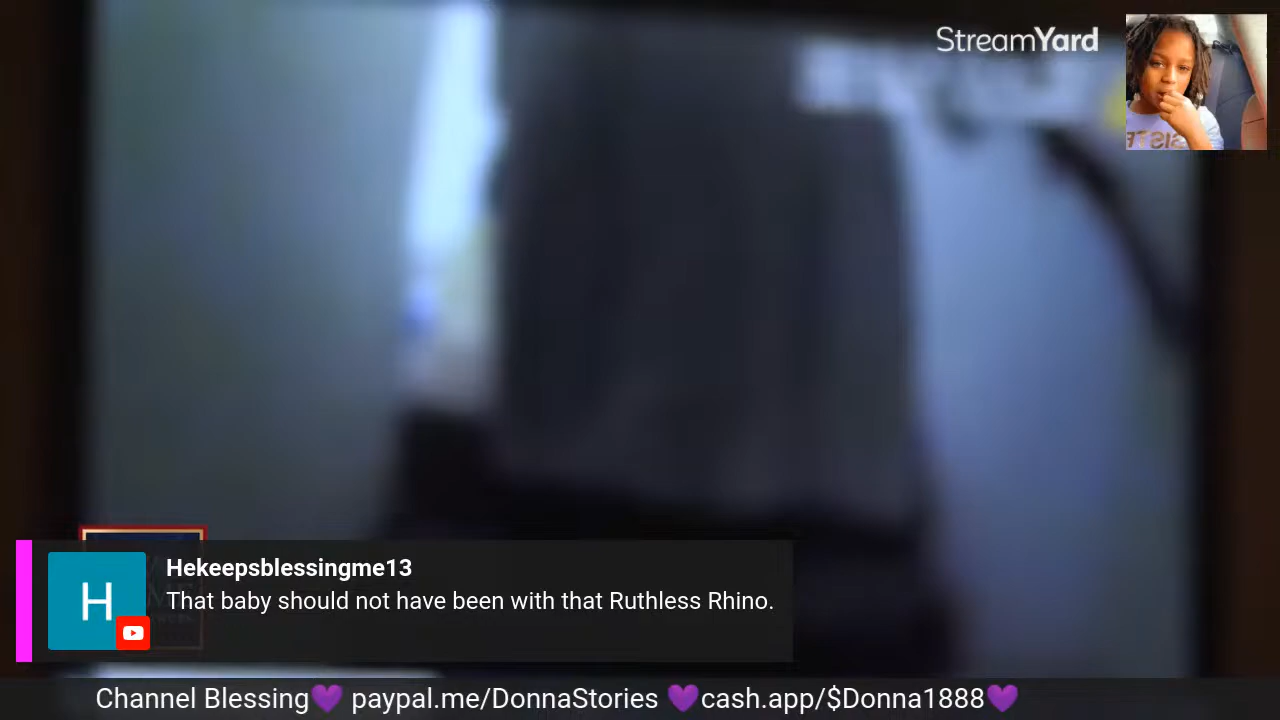 StreamYard
Hekeepsblessingme13
H
That baby should not have been with that Ruthless Rhino.
Channel Blessing💜 paypal.me/DonnaStories 💜cash.app/$Donna1888💜